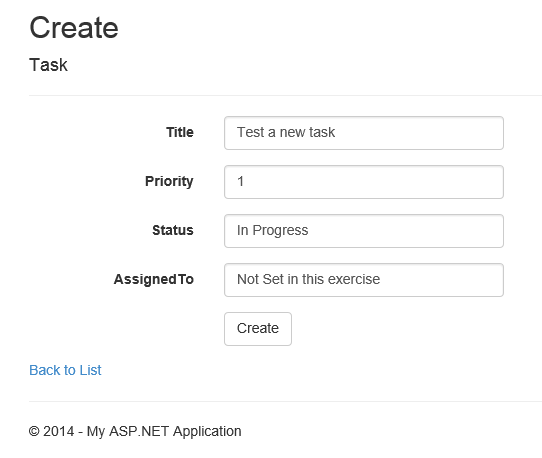 Create
Task
Title Test a new task
Priority 1
Status In Progress
AssignedTo Not Set in this exercise
Create
Back to List
© 2014 - My ASP.NET Application